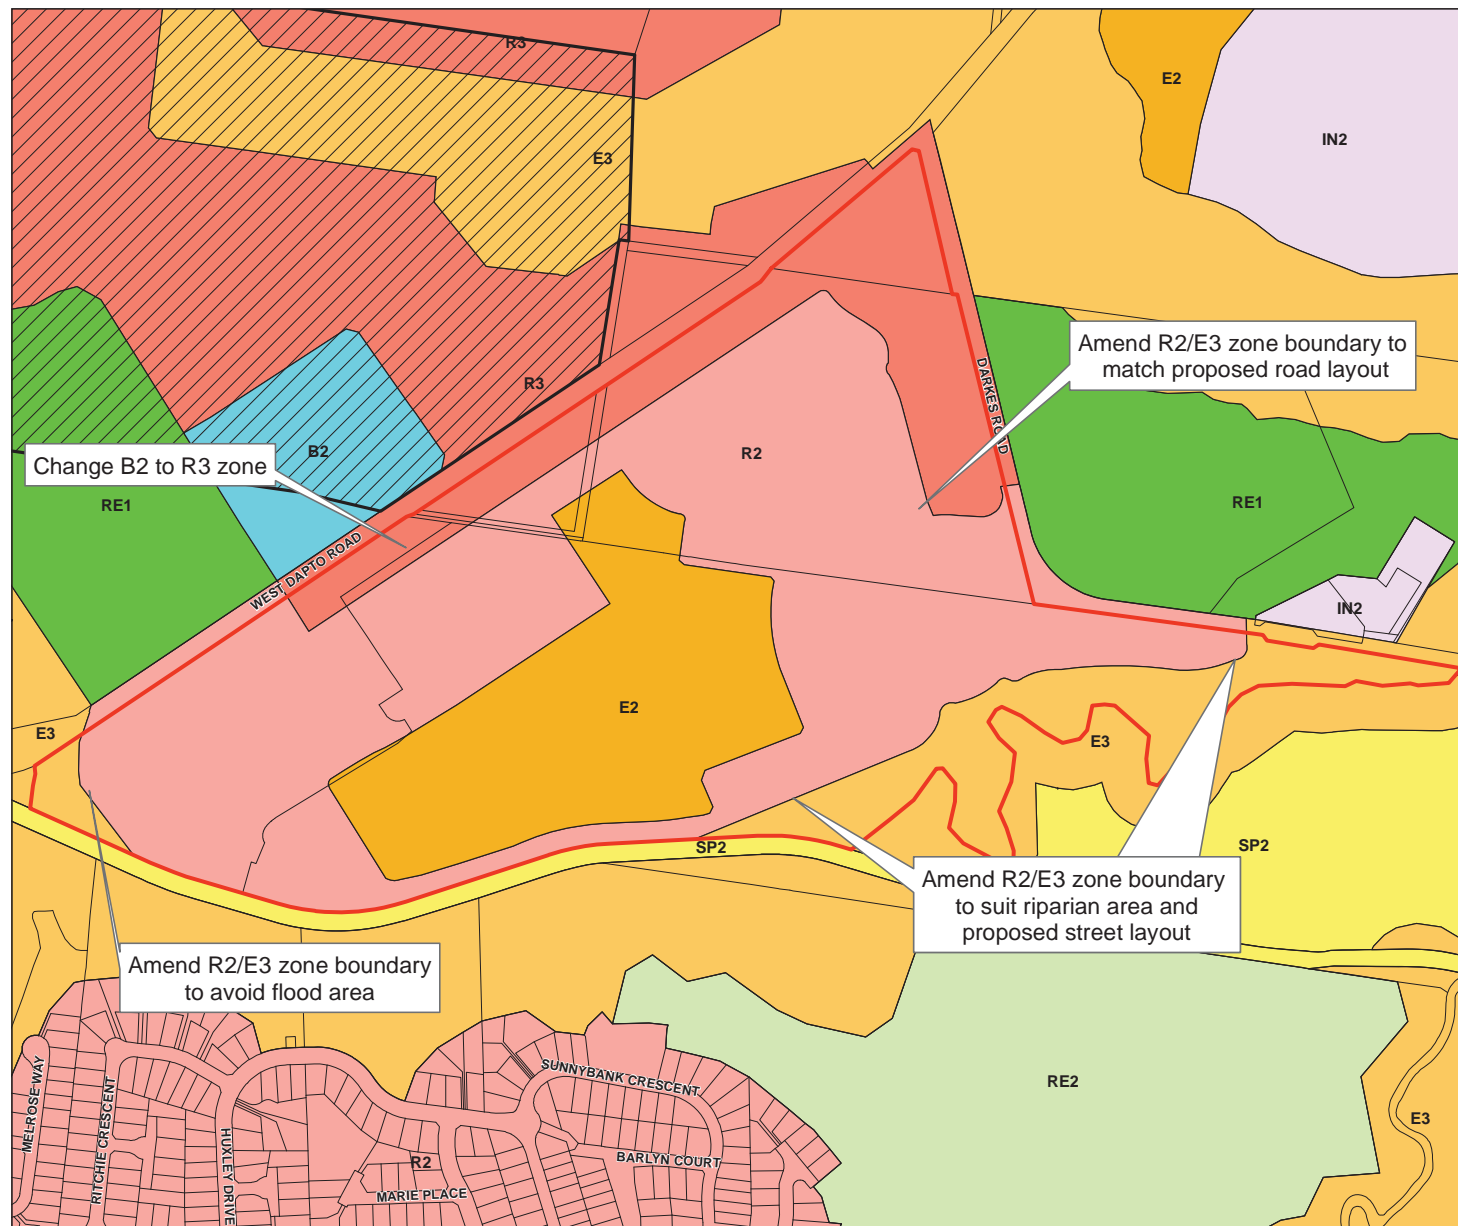 R3
E2
IN2
E3
Amend R2/E3 zone boundary to
match proposed road layout
DARKES ROAD
R3
B2
R2
Change B2 to R3 zone
RE1
RE1
WEST DAPTO ROAD
IN2
E2
E3
E3
SP2
SP2
Amend R2/E3 zone boundary
to suit riparian area and
proposed street layout
Amend R2/E3 zone boundary
to avoid flood area
SUNNYBANK CRESCENT
RE2
MELROSE WAY
RITCHIE CRESCENT
HUXLEY DRIVE
E3
R2
BARLYN COURT
MARIE PLACE